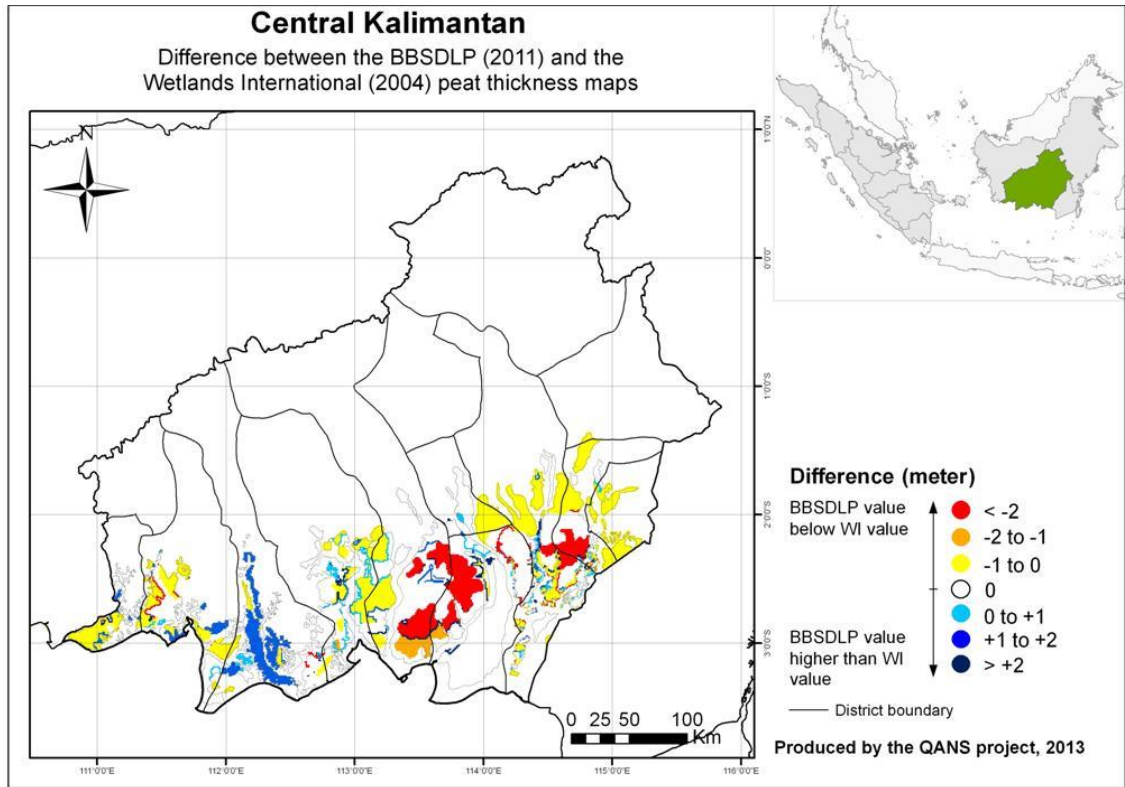 Central Kalimantan
Difference between the BBSDLP (2011) and the
Wetlands International (2004) peat thickness maps
N
1°0'0"N
0°0'0"
1°0'0"S
2°0'0"S
3°0'0"S
0 25 50 100
Km
111°0'0"E 112°0'0"E 113°0'0"E 114°0'0"E 115°0'0"E 116°0'0"E
Difference (meter)
BBSDLP value
below WI value
< -2
-2 to -1
-1 to 0
0
0 to +1
+1 to +2
> +2
BBSDLP value
higher than WI
value
District boundary
Produced by the QANS project, 2013